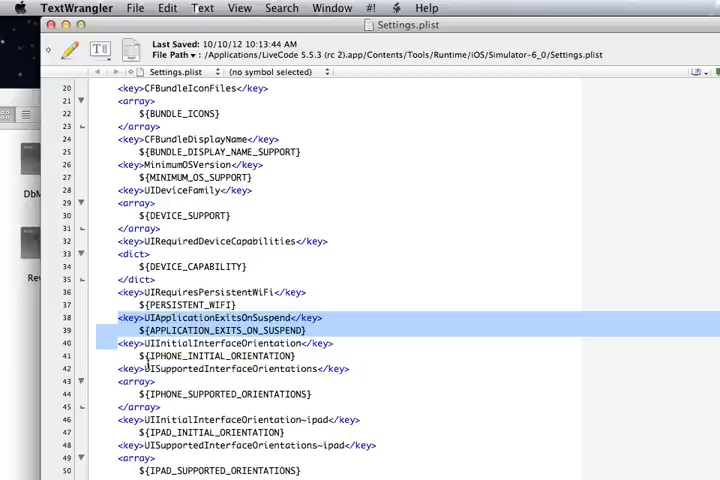 TextWrangler File Edit Text View Search Window #! Help
Settings.plist
Last Saved: 10/10/12 10:13:44 AM
File Path ▾ : /Applications/LiveCode 5.5.3 (rc 2).app/Contents/Tools/Runtime/iOS/Simulator-6_0/Settings.plist
Settings.plist (no symbol selected)
20 <key>CFBundleIconFiles</key>
21 <array>
22 ${BUNDLE_ICONS}
23 </array>
24 <key>CFBundleDisplayName</key>
25 ${BUNDLE_DISPLAY_NAME_SUPPORT}
26 <key>MinimumOSVersion</key>
27 ${MINIMUM_OS_SUPPORT}
28 <key>UIDeviceFamily</key>
29 <array>
30 ${DEVICE_SUPPORT}
31 </array>
32 <key>UIRequiredDeviceCapabilities</key>
33 <dict>
34 ${DEVICE_CAPABILITY}
35 </dict>
36 <key>UIRequiresPersistentWiFi</key>
37 ${PERSISTENT_WIFI}
38 <key>UIApplicationExitsOnSuspend</key>
39 ${APPLICATION_EXITS_ON_SUSPEND}
40 <key>UIInitialInterfaceOrientation</key>
41 ${IPHONE_INITIAL_ORIENTATION}
42 <key>UISupportedInterfaceOrientations</key>
43 <array>
44 ${IPHONE_SUPPORTED_ORIENTATIONS}
45 </array>
46 <key>UIInitialInterfaceOrientation~ipad</key>
47 ${IPAD_INITIAL_ORIENTATION}
48 <key>UISupportedInterfaceOrientations~ipad</key>
49 <array>
50 ${IPAD_SUPPORTED_ORIENTATIONS}
DbM
Rev